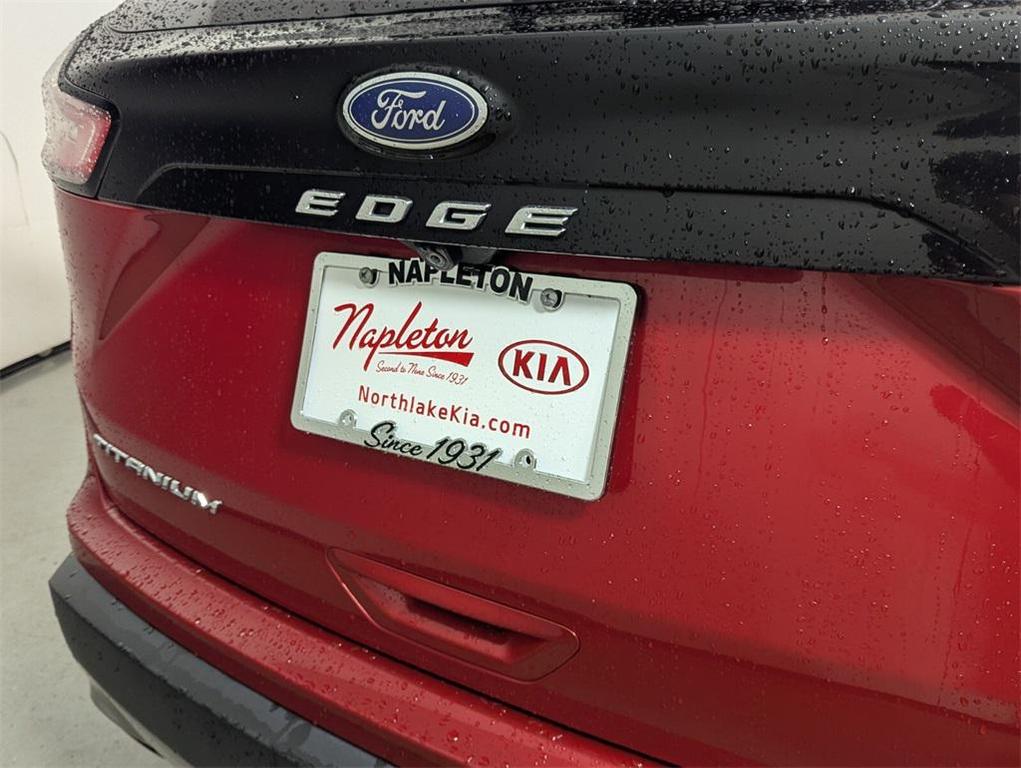 Ford
EDGE
NAPLETON
Napleton
Second to None Since 1931
KIA
NorthlakeKia.com
Since 1931
TITANIUM